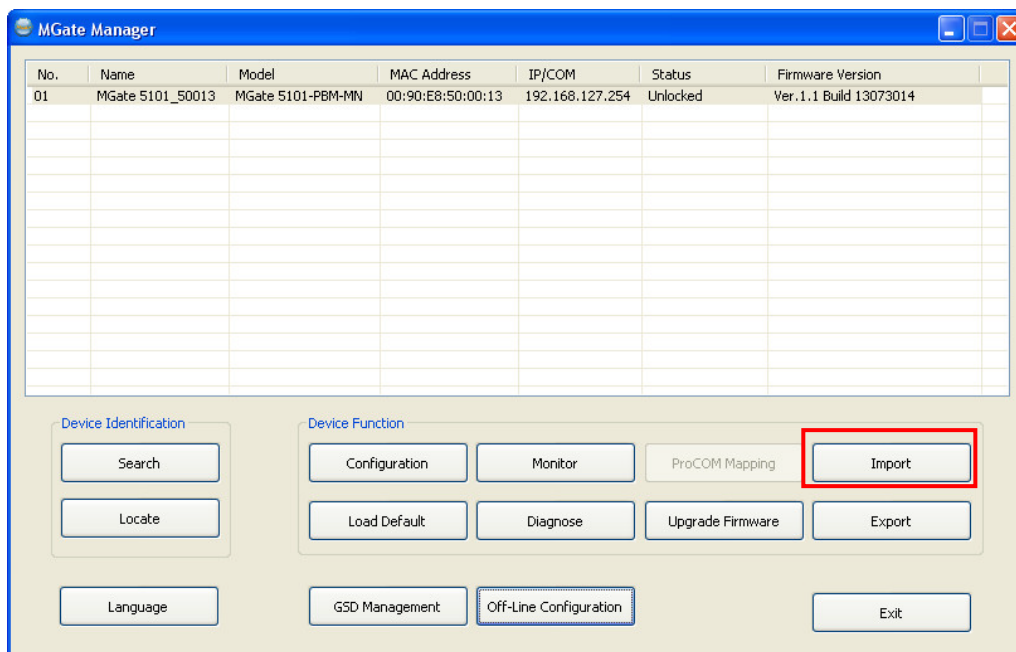 MGate Manager
No. Name Model MAC Address IP/COM Status Firmware Version
01 MGate 5101_50013 MGate 5101-PBM-MN 00:90:E8:50:00:13 192.168.127.254 Unlocked Ver.1.1 Build 13073014
Device Identification Device Function
Search Configuration Monitor ProCOM Mapping Import
Locate Load Default Diagnose Upgrade Firmware Export
Language GSD Management Off-Line Configuration Exit